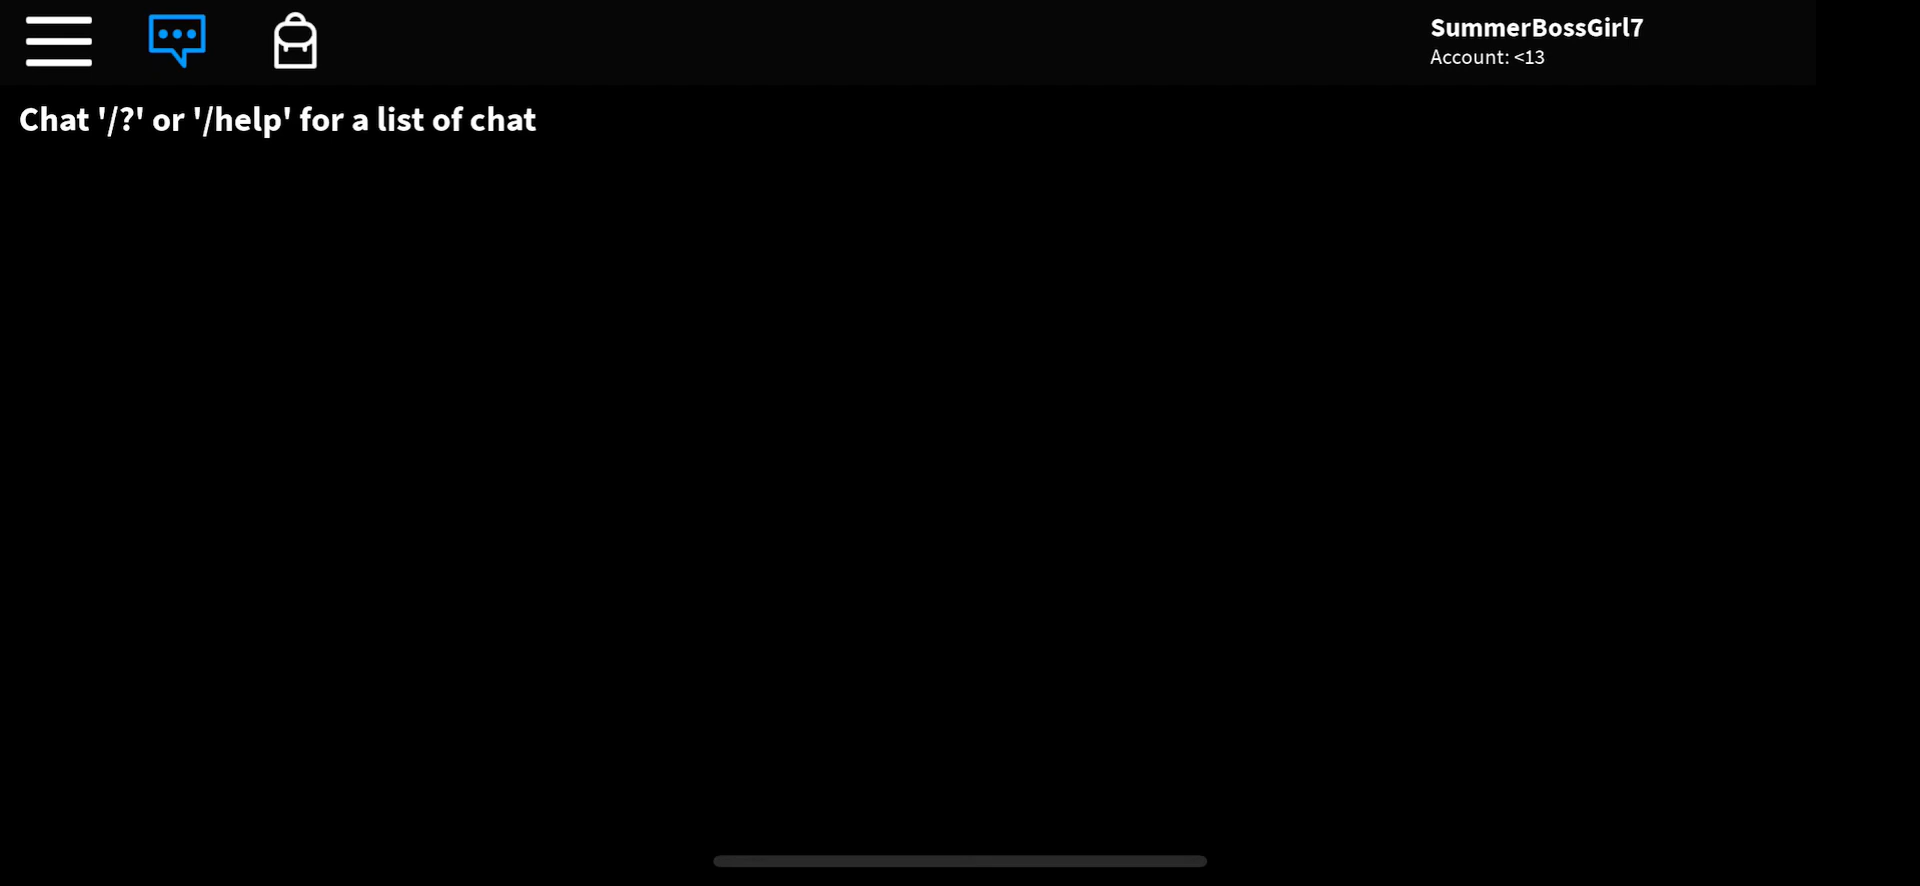 SummerBossGirl7
Account: <13
Chat '/?' or '/help' for a list of chat